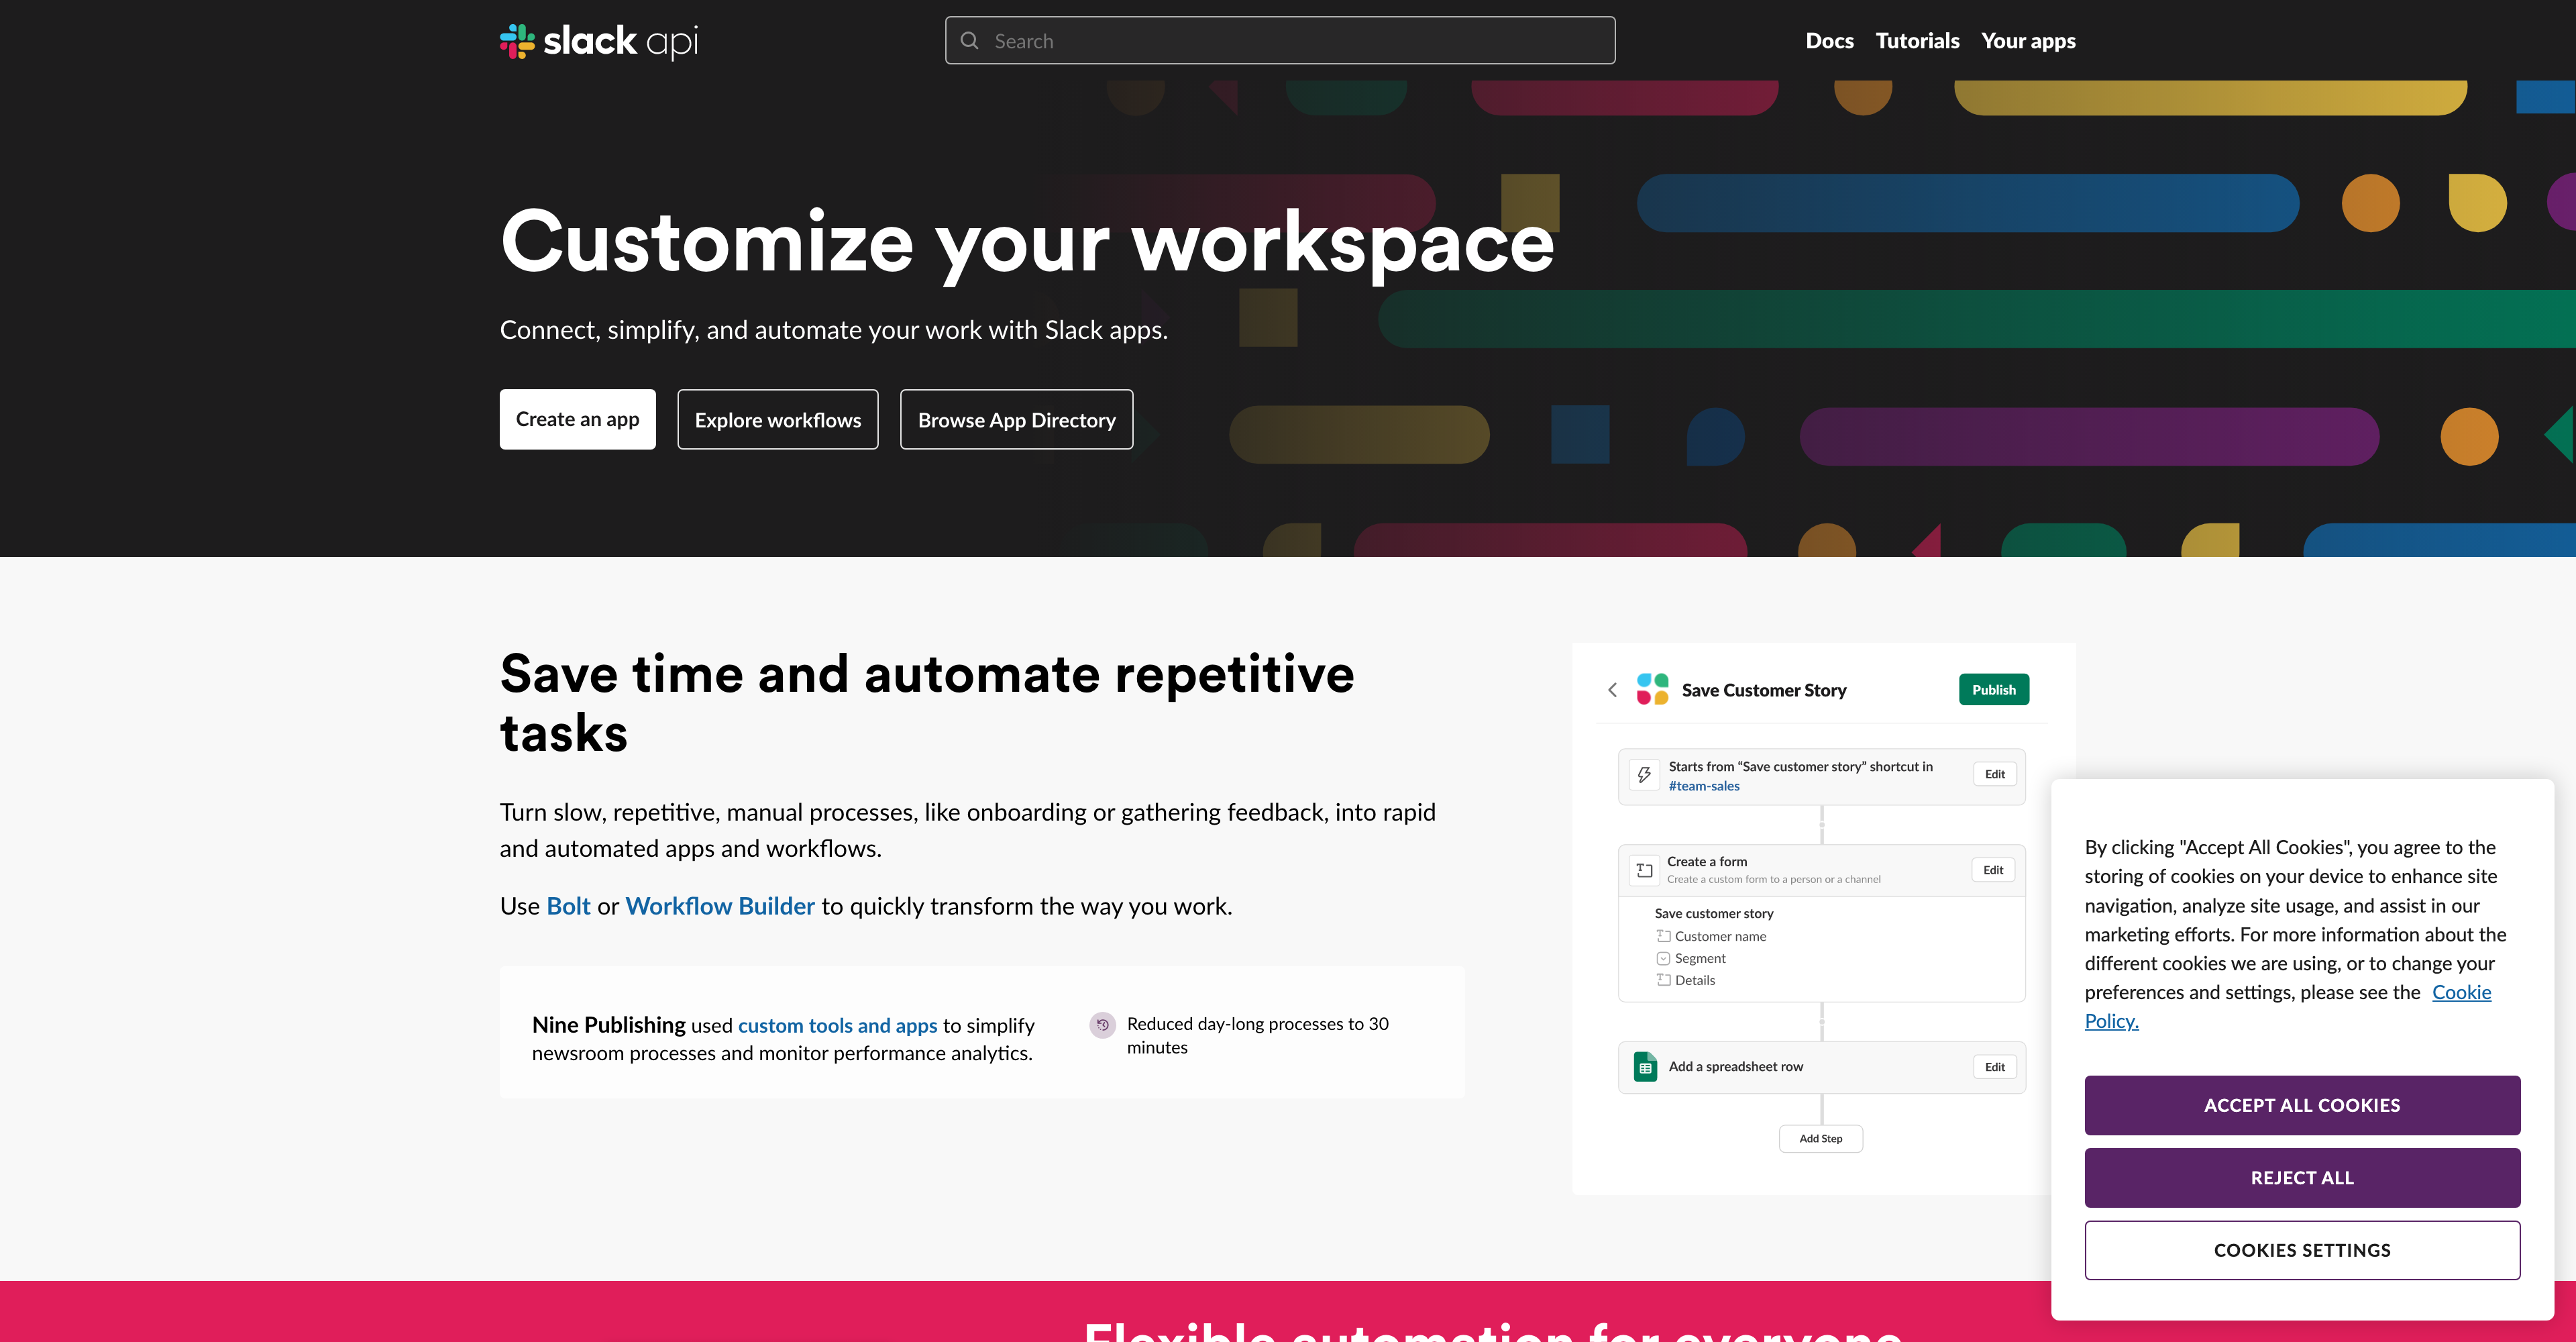 slack api
Search
Docs
Tutorials
Your apps
Customize your workspace
Connect, simplify, and automate your work with Slack apps.
Create an app
Explore workflows
Browse App Directory
Save time and automate repetitive
tasks
Turn slow, repetitive, manual processes, like onboarding or gathering feedback, into rapid
and automated apps and workflows.
Use Bolt or Workflow Builder to quickly transform the way you work.
Nine Publishing used custom tools and apps to simplify
newsroom processes and monitor performance analytics.
Reduced day-long processes to 30
minutes
Save Customer Story
Publish
Starts from “Save customer story” shortcut in
#team-sales
Edit
Create a form
Create a custom form to a person or a channel
Edit
Save customer story
Customer name
Segment
Details
Add a spreadsheet row
Edit
Add Step
By clicking "Accept All Cookies", you agree to the
storing of cookies on your device to enhance site
navigation, analyze site usage, and assist in our
marketing efforts. For more information about the
different cookies we are using, or to change your
preferences and settings, please see the Cookie
Policy.
ACCEPT ALL COOKIES
REJECT ALL
COOKIES SETTINGS
Flexible automation for everyone